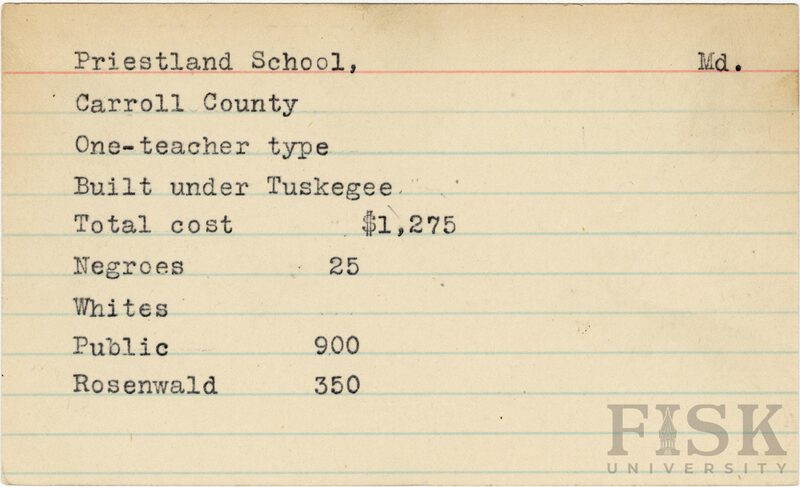 Priestland School, Md.
Carroll County
One-teacher type
Built under Tuskegee
Total cost $1,275
Negroes 25
Whites
Public 900
Rosenwald 350
FISK
UNIVERSITY